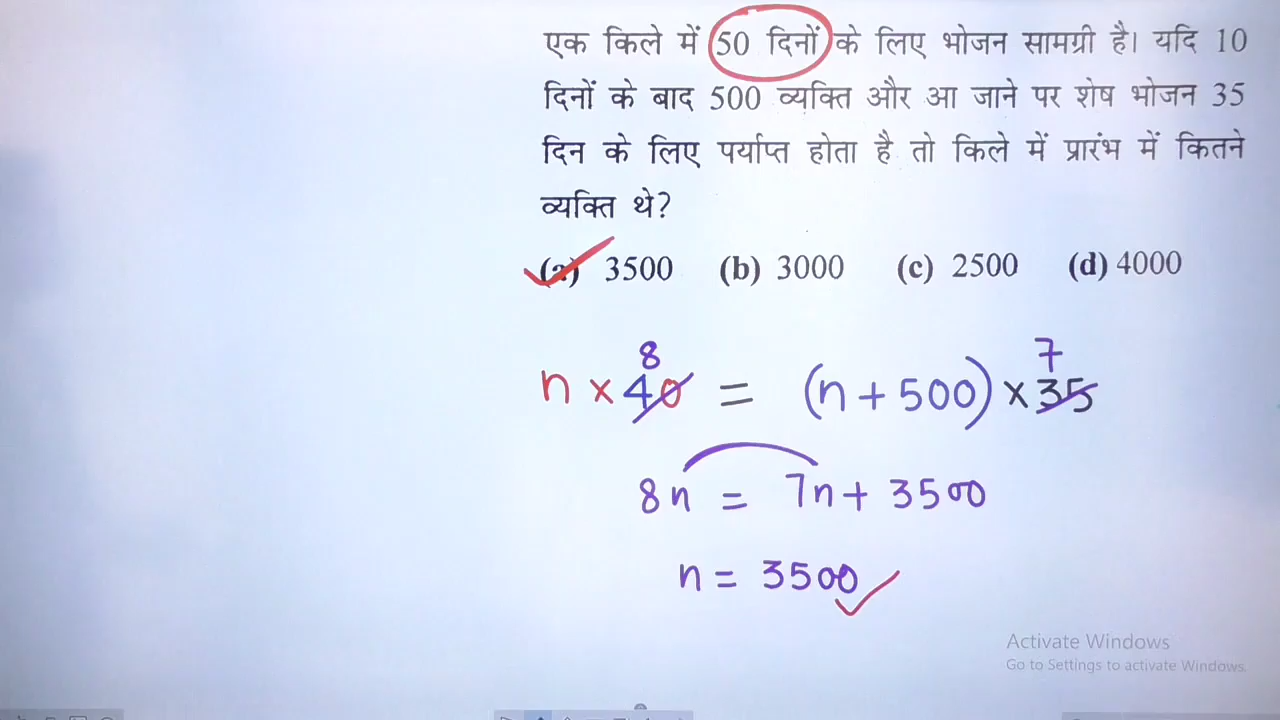 एक किले में 50 दिनों के लिए भोजन सामग्री है। यदि 10
दिनों के बाद 500 व्यक्ति और आ जाने पर शेष भोजन 35
दिन के लिए पर्याप्त होता है तो किले में प्रारंभ में कितने
व्यक्ति थे?
(a) 3500 (b) 3000 (c) 2500 (d) 4000
8 7
n × 40 = (n + 500) × 35
8n = 7n + 3500
n = 3500
Activate Windows
Go to Settings to activate Windows.